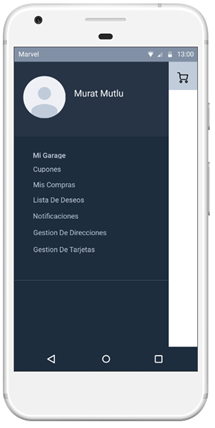 Marvel 13:00
Murat Mutlu
Mi Garage
Cupones
Mis Compras
Lista De Deseos
Notificaciones
Gestion De Direcciones
Gestion De Tarjetas